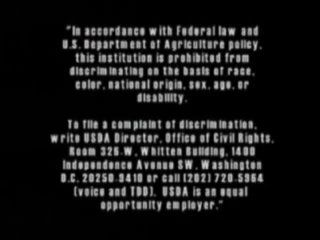 "In accordance with Federal law and
U.S. Department of Agriculture policy,
this institution is prohibited from
discriminating on the basis of race,
color, national origin, sex, age, or
disability.
To file a complaint of discrimination,
write USDA Director, Office of Civil Rights,
Room 326-W, Whitten Building, 1400
Independence Avenue SW, Washington
D.C. 20250-9410 or call (202) 720-5964
(voice and TDD). USDA is an equal
opportunity employer."